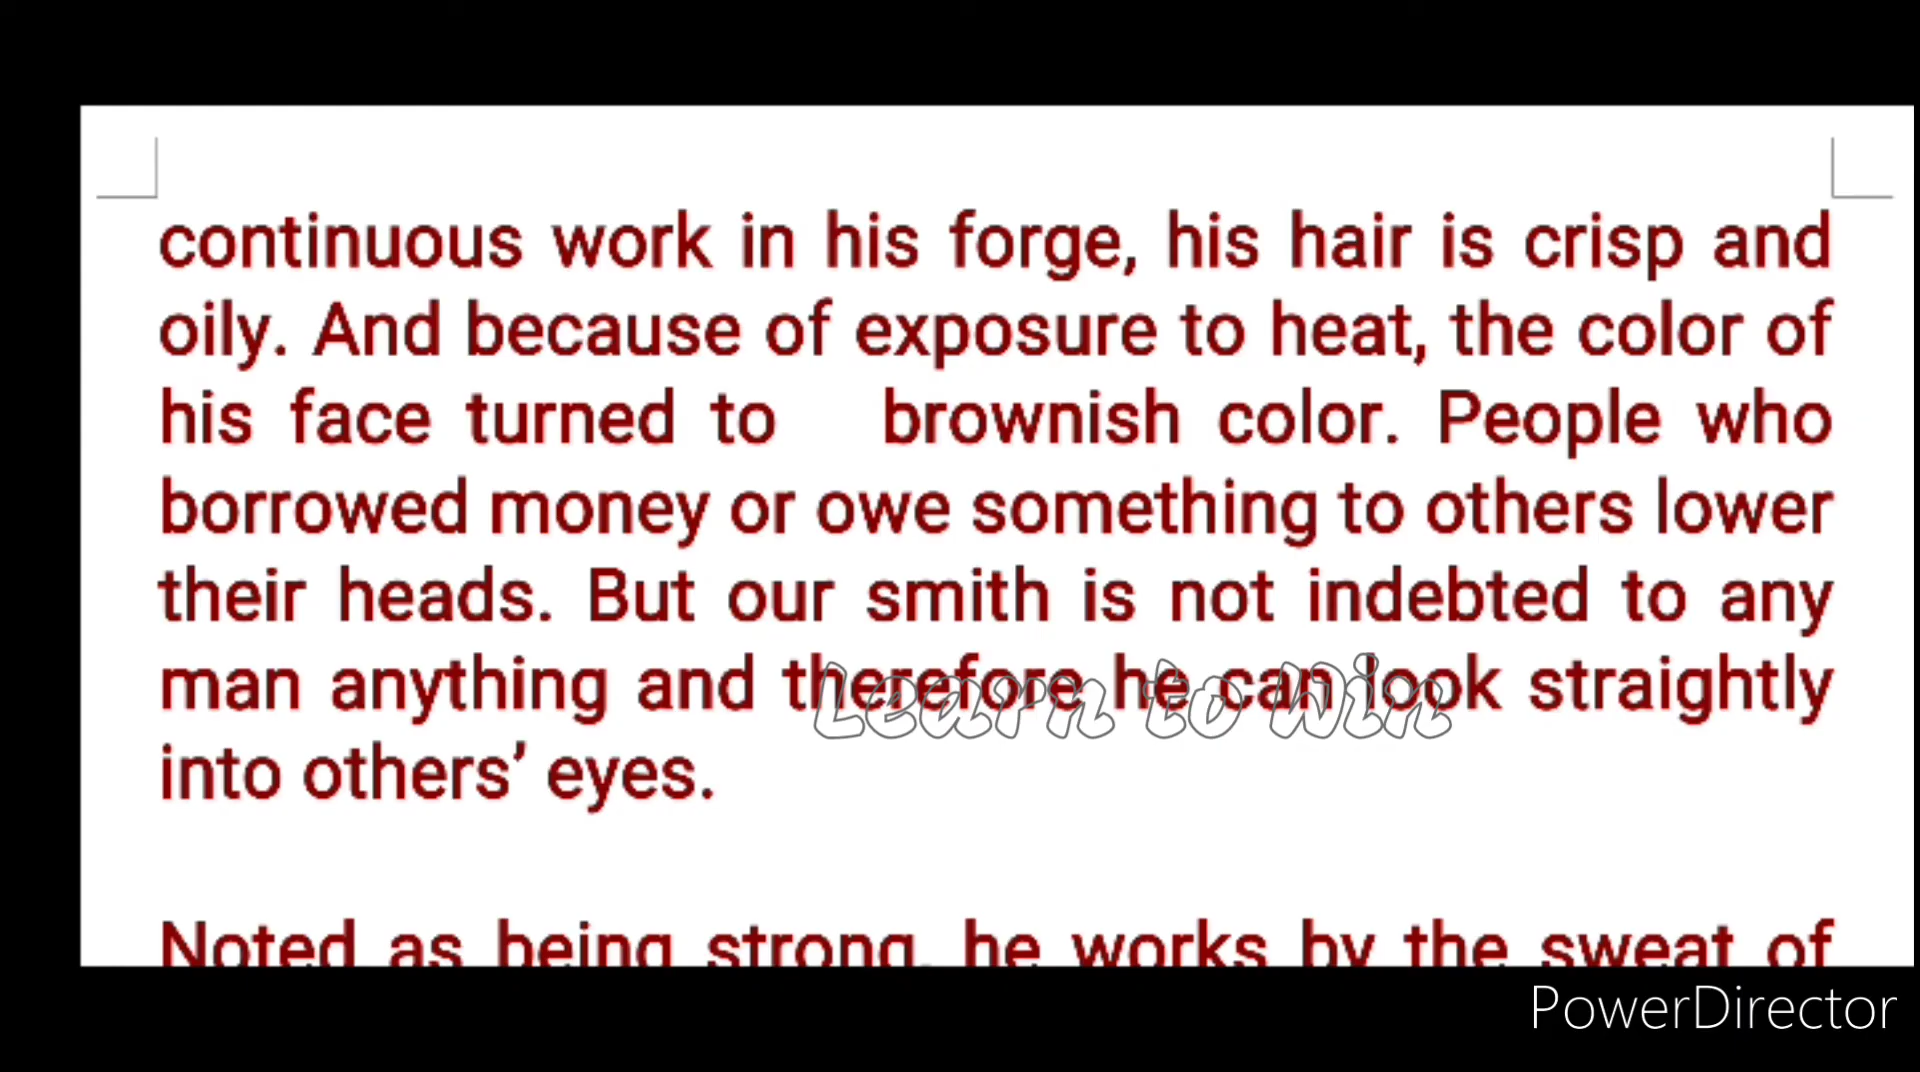 continuous work in his forge, his hair is crisp and
oily. And because of exposure to heat, the color of
his face turned to brownish color. People who
borrowed money or owe something to others lower
their heads. But our smith is not indebted to any
man anything and therefore he can look straightly
Learn to Win
into others’ eyes.
Noted as being strong, he works by the sweat of
PowerDirector